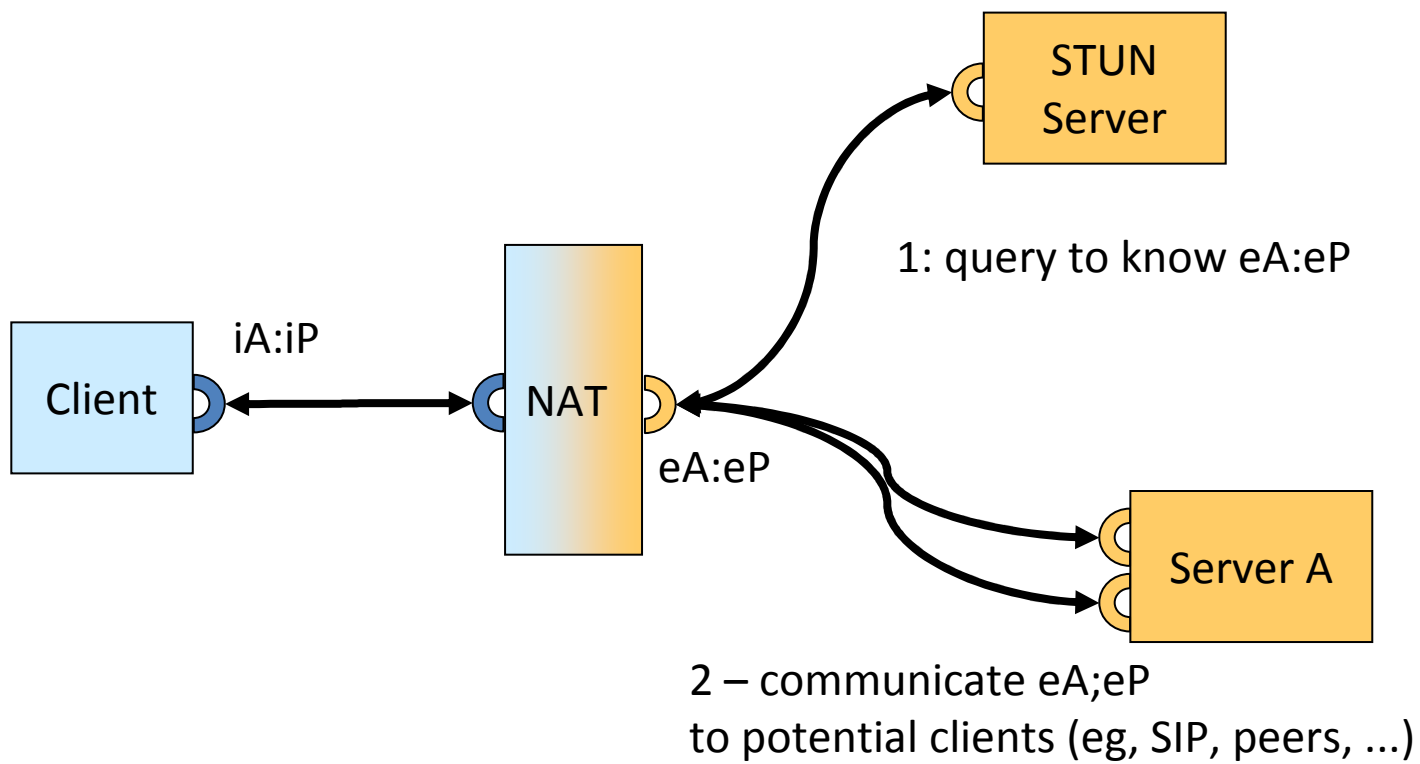 STUN
Server
1: query to know eA:eP
iA:iP
Client
NAT
eA:eP
Server A
2 – communicate eA;eP
to potential clients (eg, SIP, peers, ...)